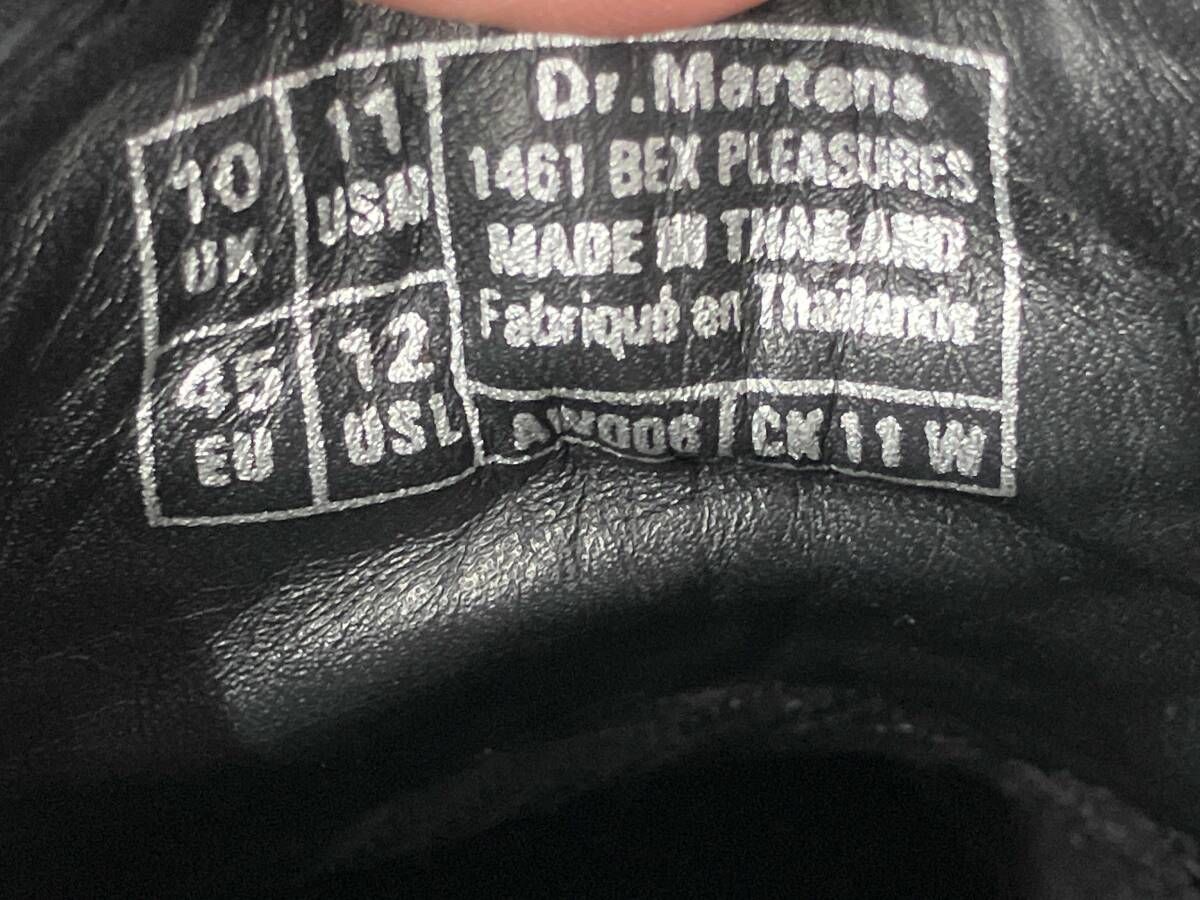 10
UK
11
USM
45
EU
12
USL
Dr.Martens
1461 BEX PLEASURES
MADE IN THAILAND
Fabriqué en Thaïlande
AW006
CK 11 W